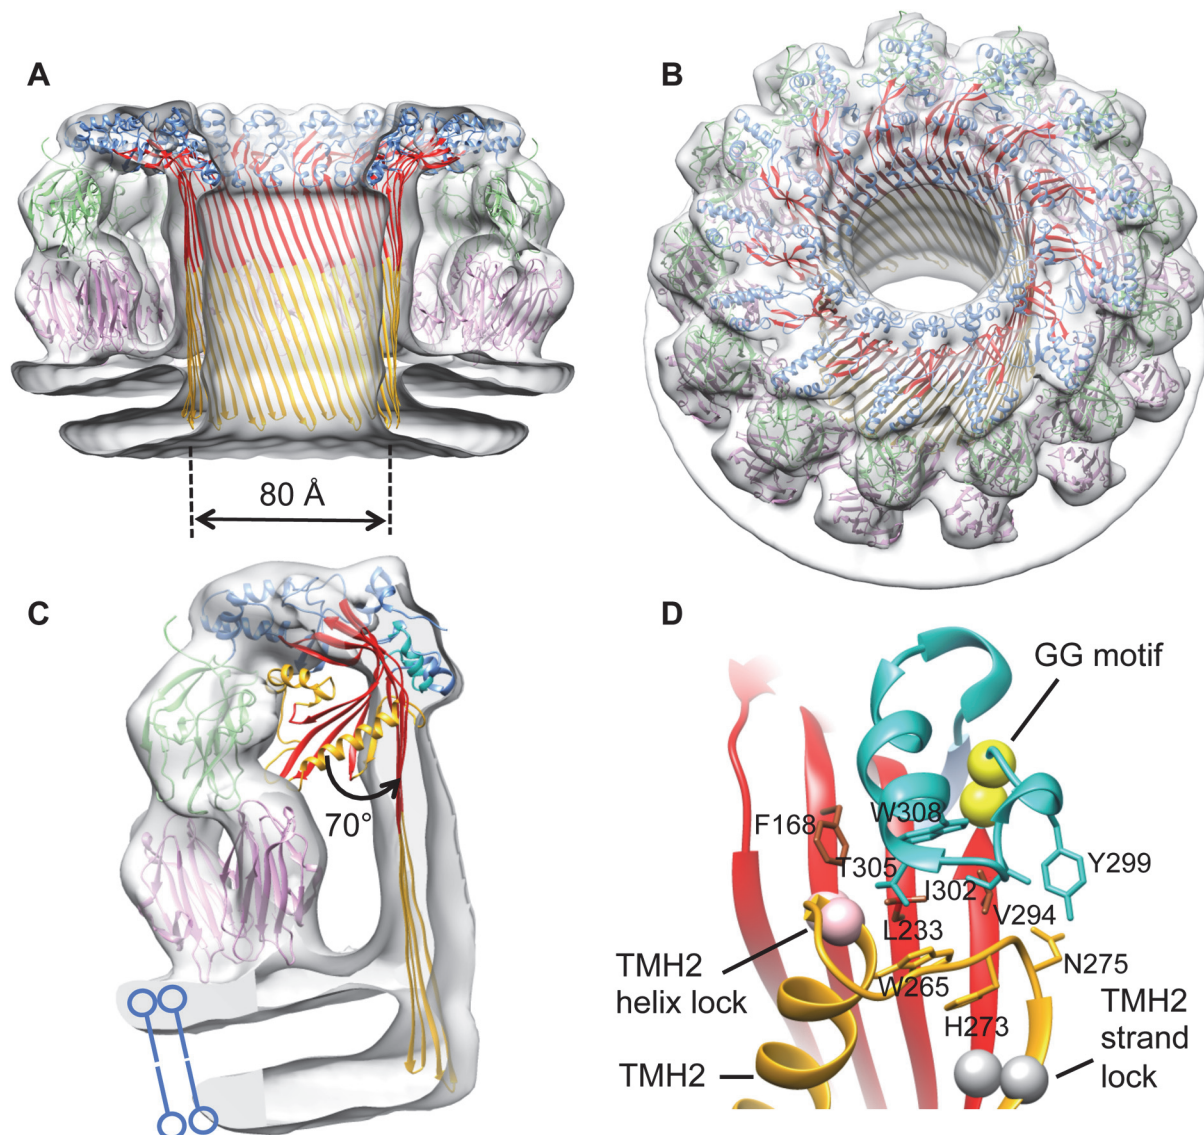 A
B
80 Å
C
70°
D
GG motif
F168
W308
T305
I302
Y299
L233
V294
TMH2
helix lock
W265
N275
H273
TMH2
strand
lock
TMH2